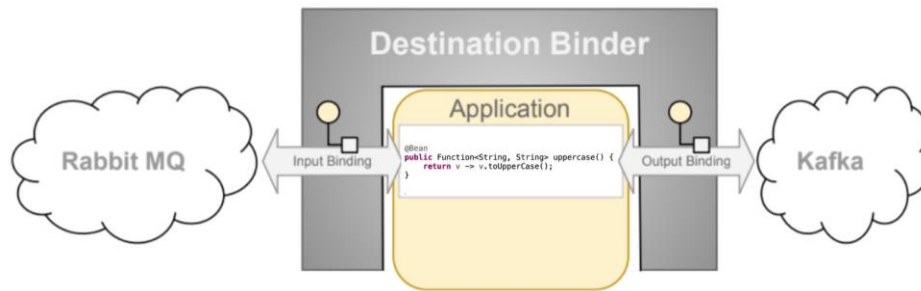 Destination Binder
Application
Rabbit MQ
Input Binding
@Bean
public Function<String, String> uppercase() {
    return v -> v.toUpperCase();
}
Output Binding
Kafka